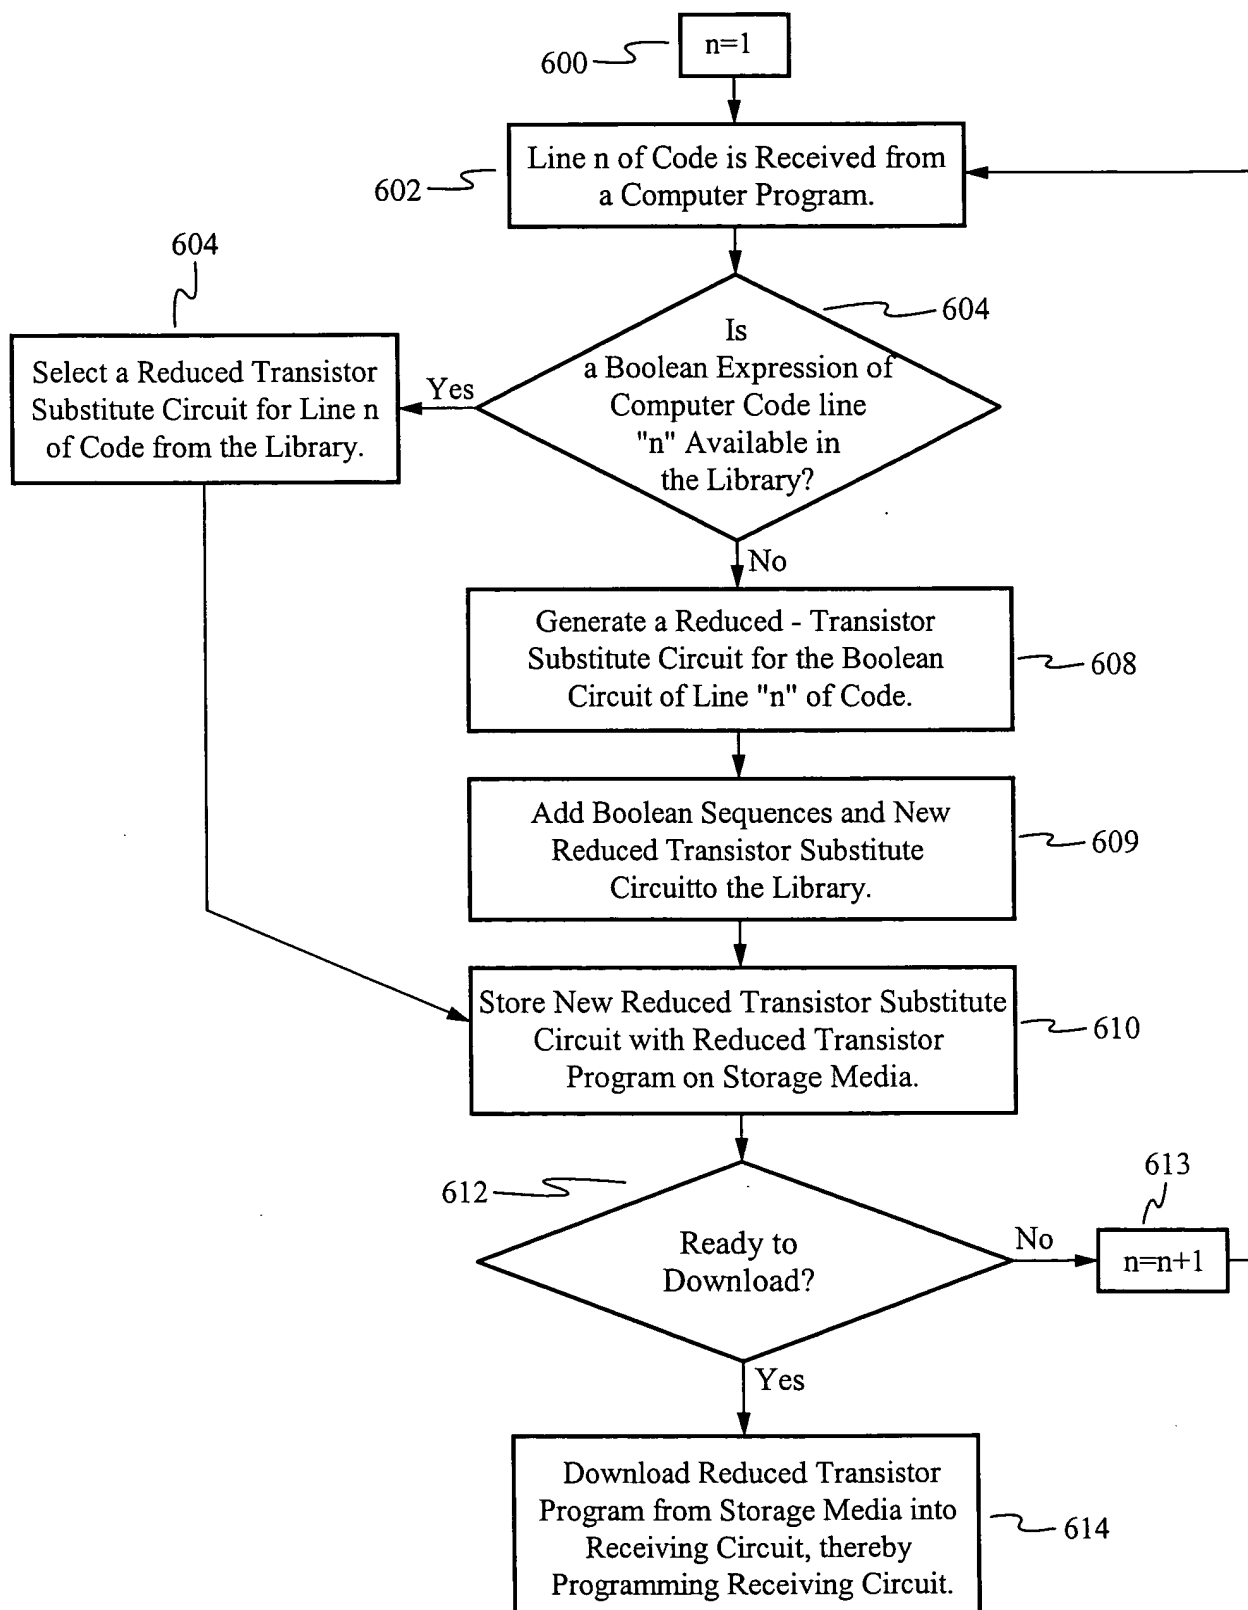 600
n=1
602
Line n of Code is Received from
a Computer Program.
604
Select a Reduced Transistor
Substitute Circuit for Line n
of Code from the Library.
Yes
604
Is
a Boolean Expression of
Computer Code line
"n" Available in
the Library?
No
Generate a Reduced - Transistor
Substitute Circuit for the Boolean
Circuit of Line "n" of Code.
608
Add Boolean Sequences and New
Reduced Transistor Substitute
Circuitto the Library.
609
Store New Reduced Transistor Substitute
Circuit with Reduced Transistor
Program on Storage Media.
610
612
Ready to
Download?
No
613
n=n+1
Yes
Download Reduced Transistor
Program from Storage Media into
Receiving Circuit, thereby
Programming Receiving Circuit.
614